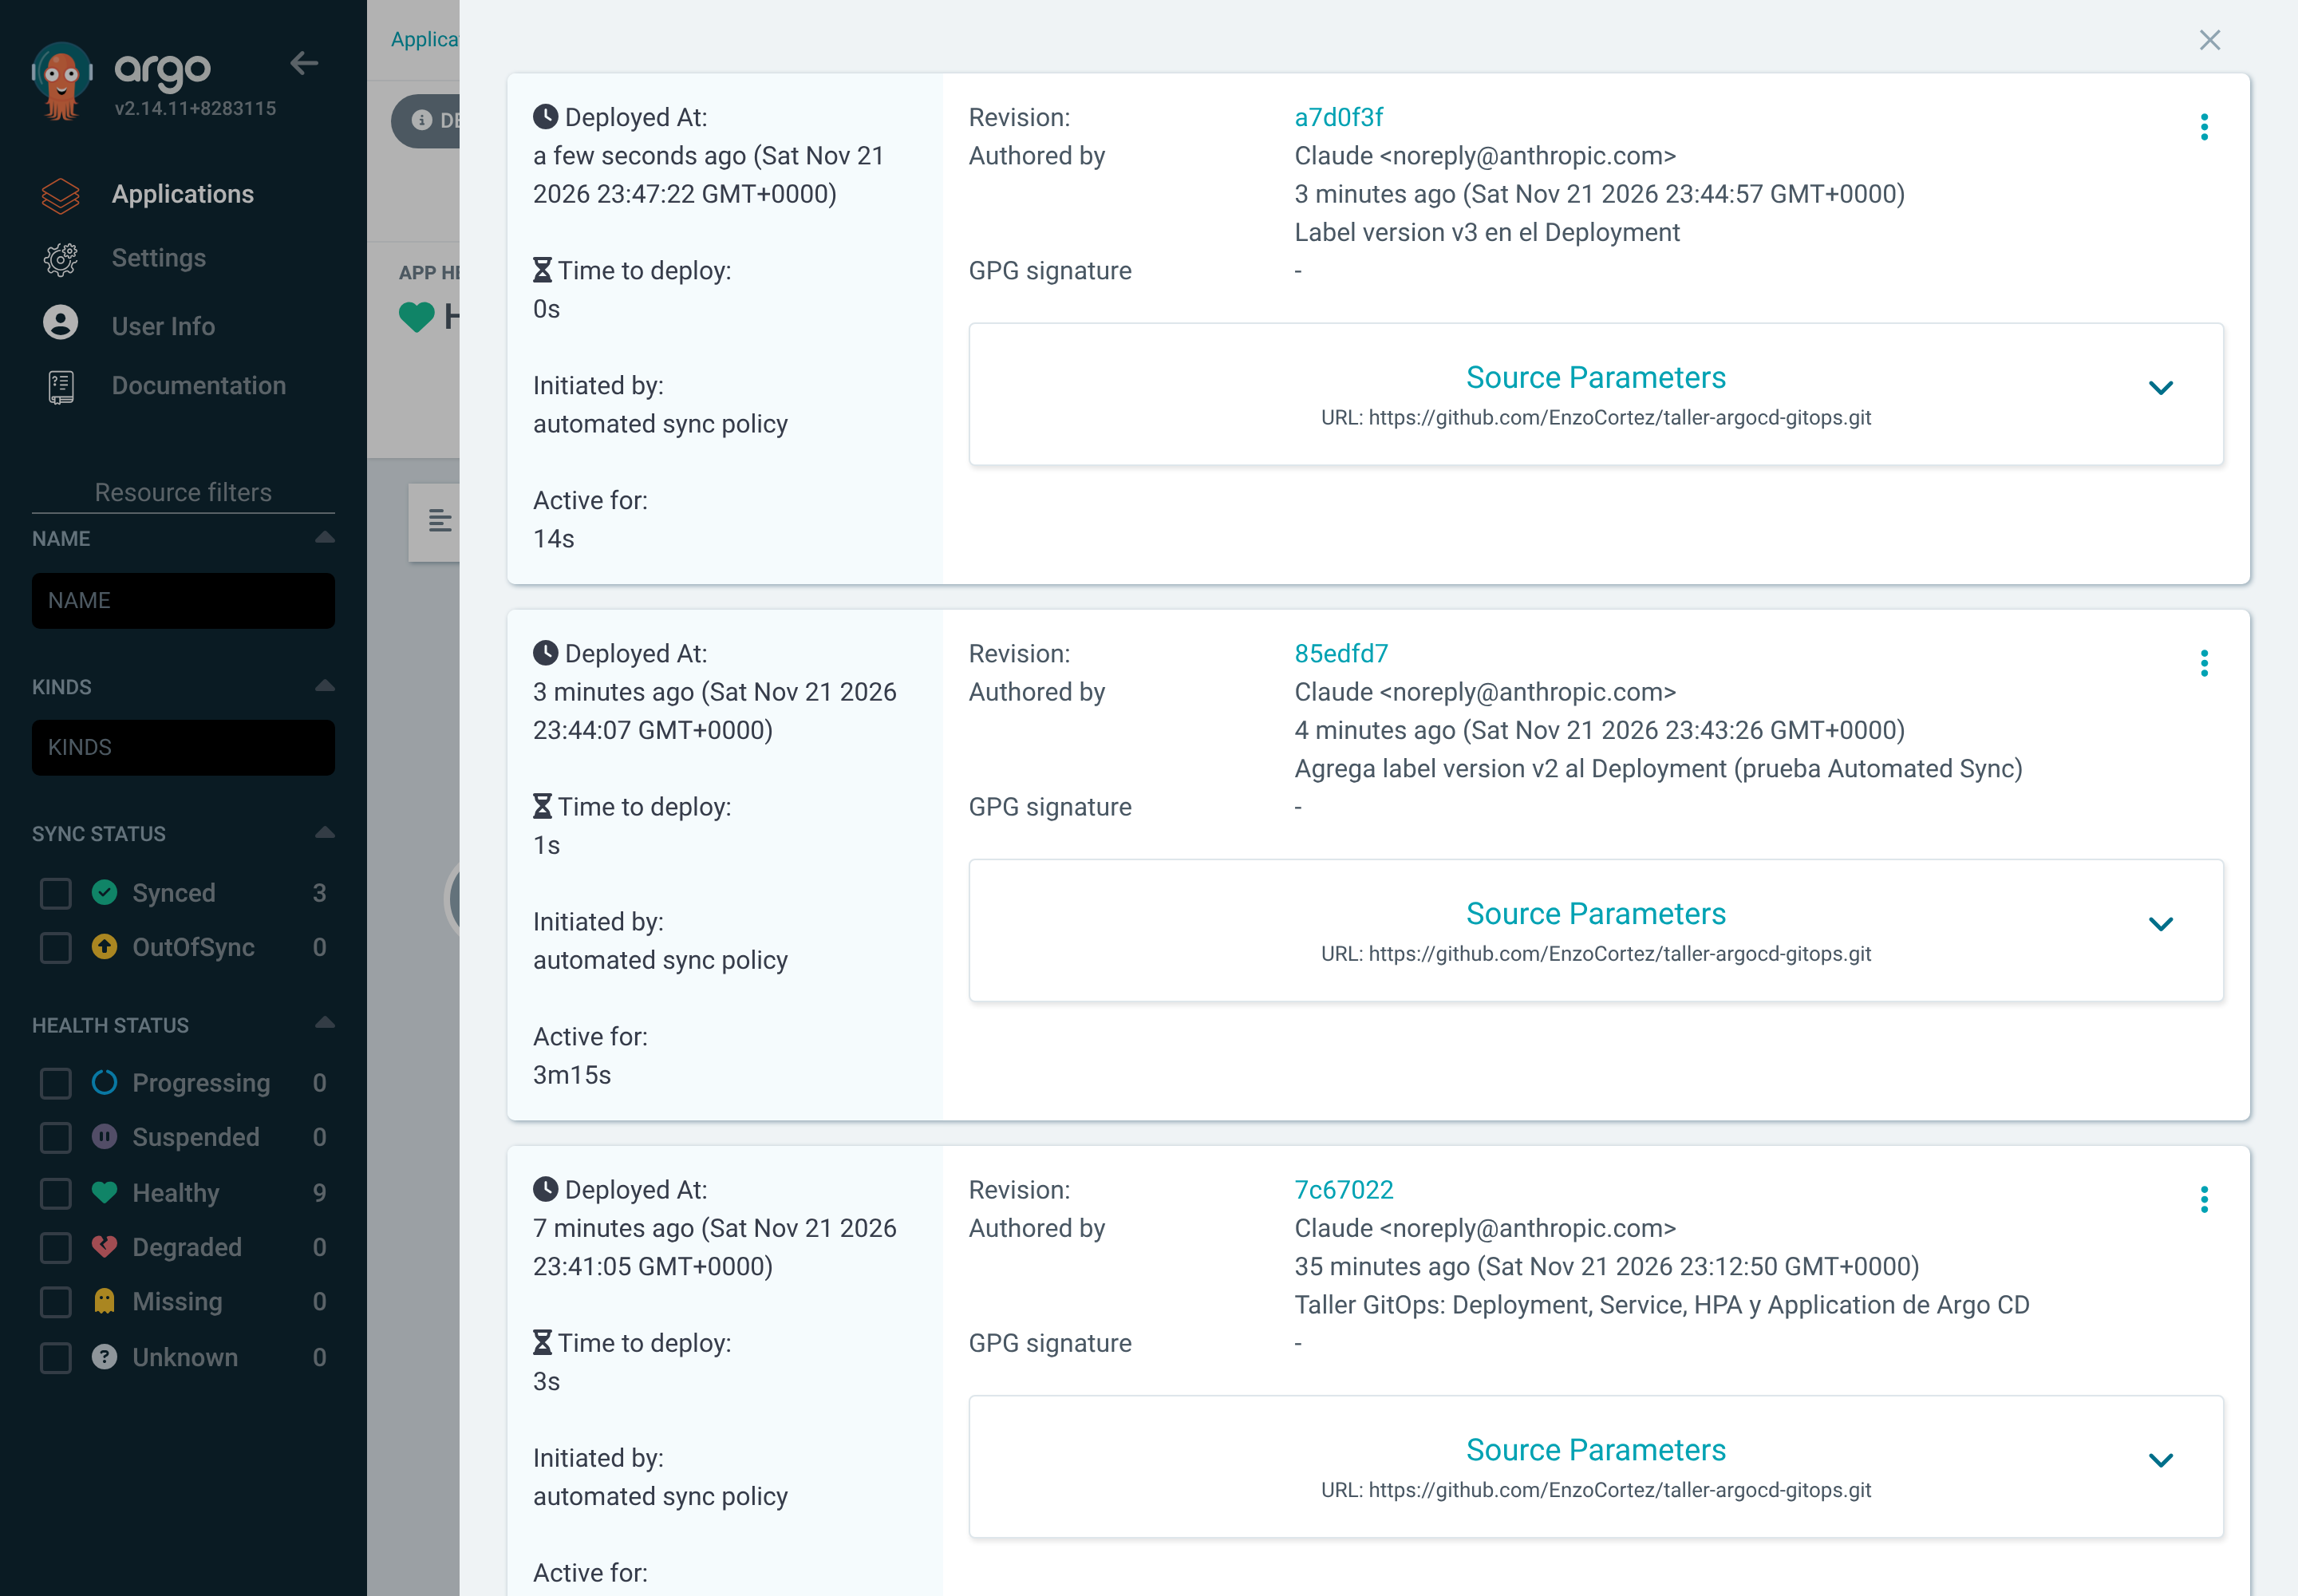 argo
v2.14.11+8283115
Applications
Settings
User Info
Documentation
Resource filters
NAME
NAME
KINDS
KINDS
SYNC STATUS
Synced 3
OutOfSync 0
HEALTH STATUS
Progressing 0
Suspended 0
Healthy 9
Degraded 0
Missing 0
Unknown 0
Applica
DE
APP HE
H
Deployed At:
a few seconds ago (Sat Nov 21
2026 23:47:22 GMT+0000)
Time to deploy:
0s
Initiated by:
automated sync policy
Active for:
14s
Revision: a7d0f3f
Authored by Claude <noreply@anthropic.com>
3 minutes ago (Sat Nov 21 2026 23:44:57 GMT+0000)
Label version v3 en el Deployment
GPG signature -
Source Parameters
URL: https://github.com/EnzoCortez/taller-argocd-gitops.git
Deployed At:
3 minutes ago (Sat Nov 21 2026
23:44:07 GMT+0000)
Time to deploy:
1s
Initiated by:
automated sync policy
Active for:
3m15s
Revision: 85edfd7
Authored by Claude <noreply@anthropic.com>
4 minutes ago (Sat Nov 21 2026 23:43:26 GMT+0000)
Agrega label version v2 al Deployment (prueba Automated Sync)
GPG signature -
Source Parameters
URL: https://github.com/EnzoCortez/taller-argocd-gitops.git
Deployed At:
7 minutes ago (Sat Nov 21 2026
23:41:05 GMT+0000)
Time to deploy:
3s
Initiated by:
automated sync policy
Active for:
Revision: 7c67022
Authored by Claude <noreply@anthropic.com>
35 minutes ago (Sat Nov 21 2026 23:12:50 GMT+0000)
Taller GitOps: Deployment, Service, HPA y Application de Argo CD
GPG signature -
Source Parameters
URL: https://github.com/EnzoCortez/taller-argocd-gitops.git